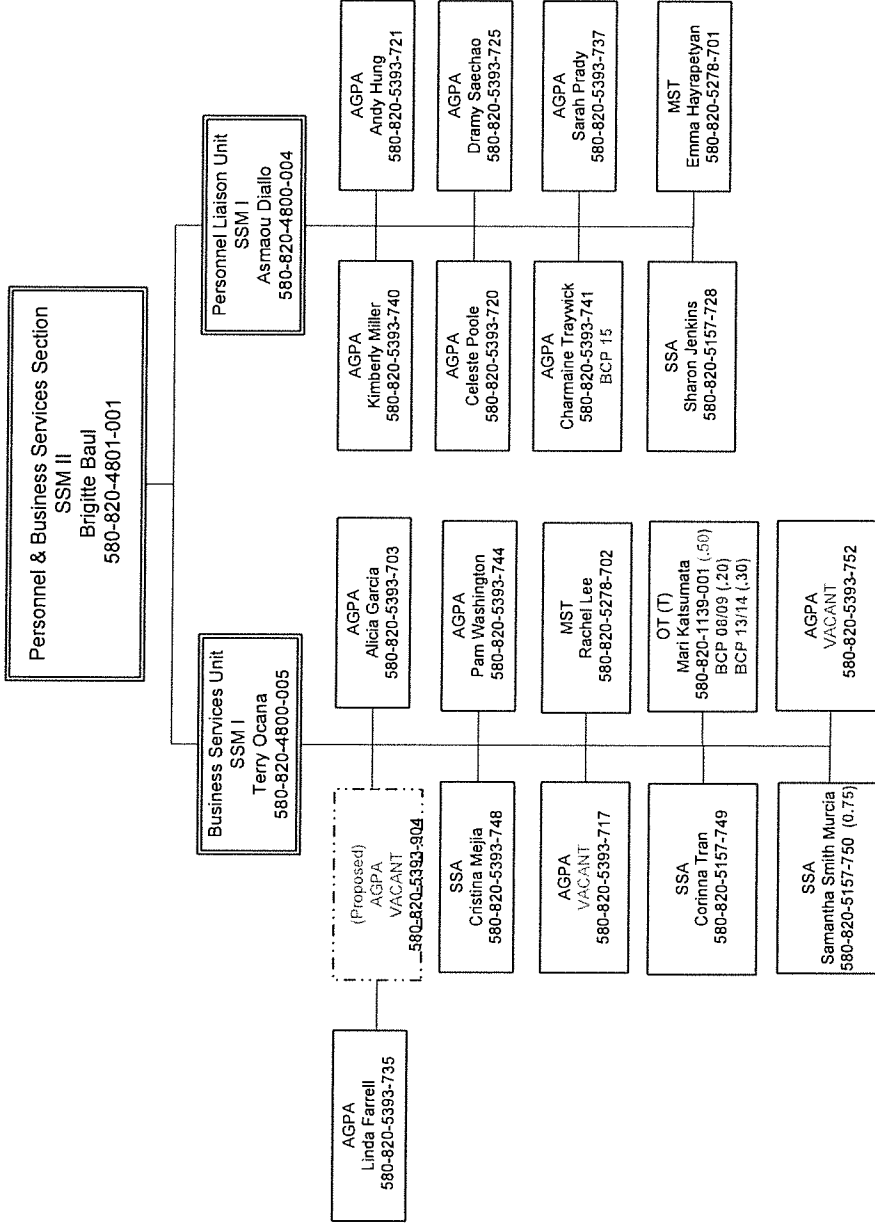 Personnel & Business Services Section
SSM II
Brigitte Baul
580-820-4801-001
Business Services Unit
SSM I
Terry Ocana
580-820-4800-005
Personnel Liaison Unit
SSM I
Asmaou Diallo
580-820-4800-004
AGPA
Linda Farrell
580-820-5393-735
(Proposed)
AGPA
VACANT
580-820-5393-904
AGPA
Alicia Garcia
580-820-5393-703
SSA
Cristina Mejia
580-820-5393-748
AGPA
Pam Washington
580-820-5393-744
AGPA
VACANT
580-820-5393-717
MST
Rachel Lee
580-820-5278-702
SSA
Corinna Tran
580-820-5157-749
OT (T)
Mari Katsumata
580-820-1139-001 (.50)
BCP 08/09 (.20)
BCP 13/14 (.30)
SSA
Samantha Smith Murcia
580-820-5157-750 (0.75)
AGPA
VACANT
580-820-5393-752
AGPA
Kimberly Miller
580-820-5393-740
AGPA
Andy Hung
580-820-5393-721
AGPA
Celeste Poole
580-820-5393-720
AGPA
Dramy Saechao
580-820-5393-725
AGPA
Charmaine Traywick
580-820-5393-741
BCP 15
AGPA
Sarah Prady
580-820-5393-737
SSA
Sharon Jenkins
580-820-5157-728
MST
Emma Hayrapetyan
580-820-5278-701